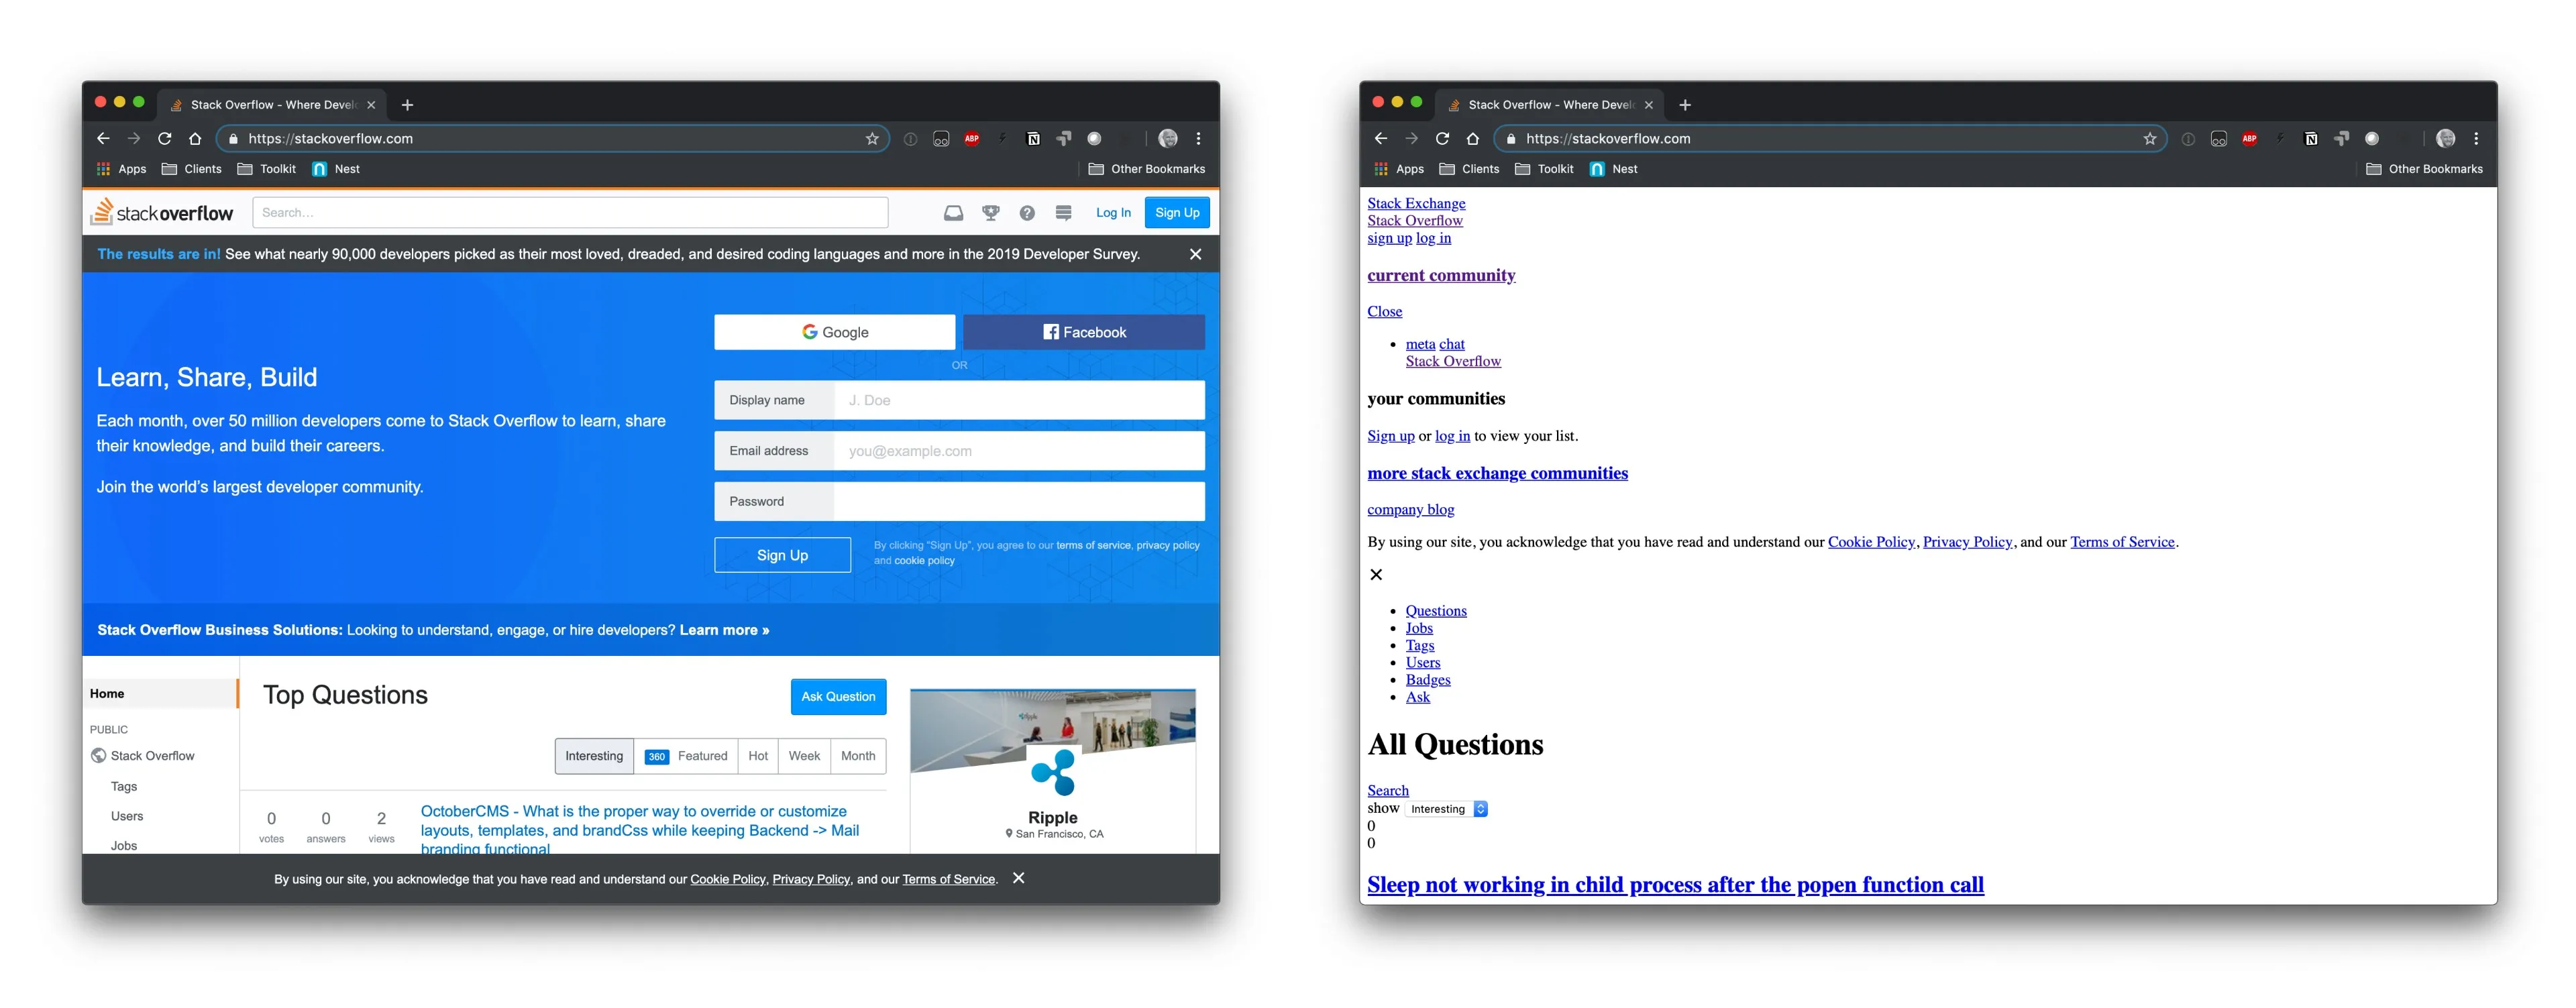 Stack Overflow - Where Develo
https://stackoverflow.com
ABP
Apps Clients Toolkit Nest Other Bookmarks
stackoverflow Search... Log In Sign Up
The results are in! See what nearly 90,000 developers picked as their most loved, dreaded, and desired coding languages and more in the 2019 Developer Survey.
Google Facebook
OR
Learn, Share, Build
Each month, over 50 million developers come to Stack Overflow to learn, share
their knowledge, and build their careers.
Join the world’s largest developer community.
Display name J. Doe
Email address you@example.com
Password
Sign Up
By clicking “Sign Up”, you agree to our terms of service, privacy policy
and cookie policy
Stack Overflow Business Solutions: Looking to understand, engage, or hire developers? Learn more »
Home
PUBLIC
Stack Overflow
Tags
Users
Jobs
Top Questions Ask Question
Interesting 360 Featured Hot Week Month
0 votes 0 answers 2 views
OctoberCMS - What is the proper way to override or customize
layouts, templates, and brandCss while keeping Backend -> Mail
branding functional
Ripple
Ripple
San Francisco, CA
By using our site, you acknowledge that you have read and understand our Cookie Policy, Privacy Policy, and our Terms of Service.
Stack Overflow - Where Develo
https://stackoverflow.com
ABP
Apps Clients Toolkit Nest Other Bookmarks
Stack Exchange
Stack Overflow
sign up log in
current community
Close
meta chat
Stack Overflow
your communities
Sign up or log in to view your list.
more stack exchange communities
company blog
By using our site, you acknowledge that you have read and understand our Cookie Policy, Privacy Policy, and our Terms of Service.
Questions
Jobs
Tags
Users
Badges
Ask
All Questions
Search
show Interesting
0
0
Sleep not working in child process after the popen function call